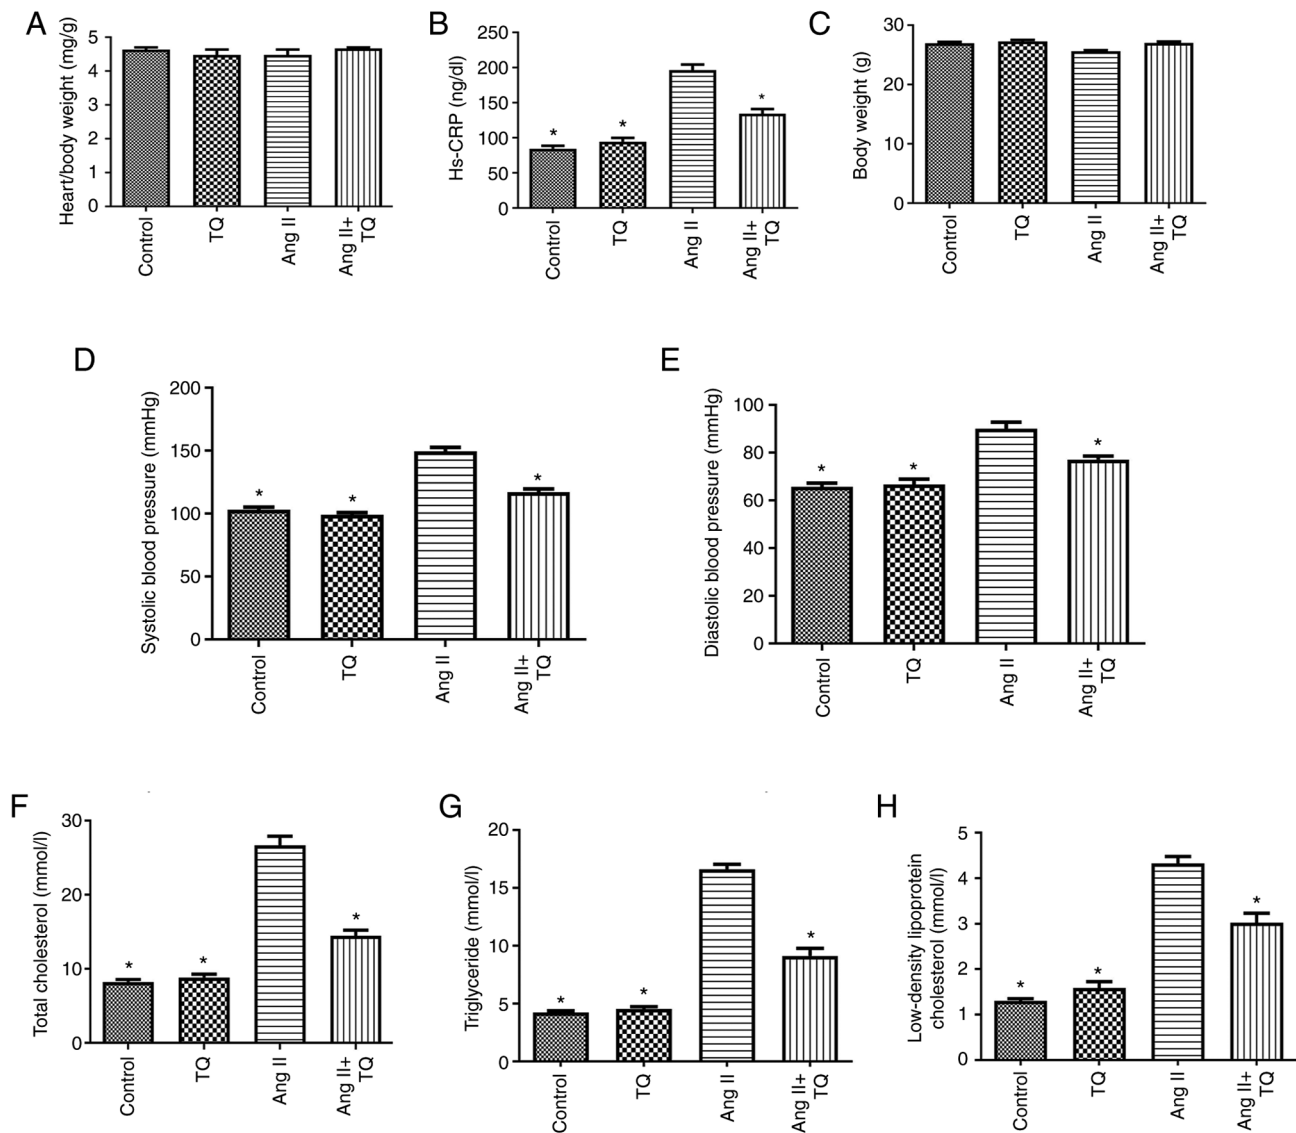 A
Heart/body weight (mg/g)
5
4
3
2
1
0
Control
TQ
Ang II
Ang II+
TQ
B
Hs-CRP (ng/dl)
250
200
150
100
50
0
*
*
*
Control
TQ
Ang II
Ang II+
TQ
C
Body weight (g)
30
20
10
0
Control
TQ
Ang II
Ang II+
TQ
D
Systolic blood pressure (mmHg)
200
150
100
50
0
*
*
*
Control
TQ
Ang II
Ang II+
TQ
E
Diastolic blood pressure (mmHg)
100
80
60
40
20
0
*
*
*
Control
TQ
Ang II
Ang II+
TQ
F
Total cholesterol (mmol/l)
30
20
10
0
*
*
*
Control
TQ
Ang II
Ang II+
TQ
G
Triglyceride (mmol/l)
20
15
10
5
0
*
*
*
Control
TQ
Ang II
Ang II+
TQ
H
Low-density lipoprotein
cholesterol (mmol/l)
5
4
3
2
1
0
*
*
*
Control
TQ
Ang II
Ang II+
TQ